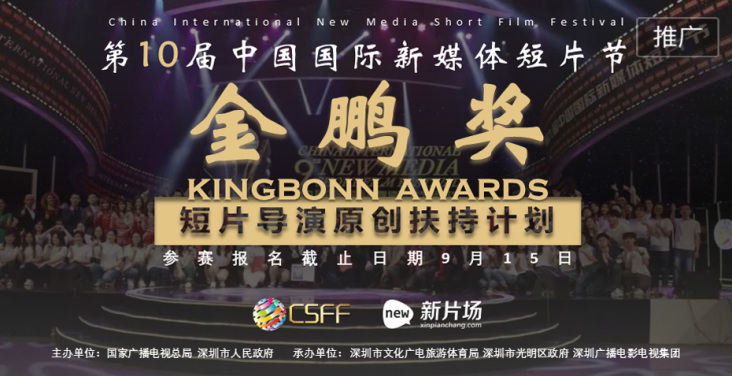 China International New Media Short Film Festival
推广
第10届中国国际新媒体短片节
金鹏奖
CHINA INTERNATIONAL
NEW MEDIA
KINGBONN AWARDS
短片导演原创扶持计划
参赛报名截止日期9月15日
CSFF new 新片场
xinpianchang.com
主办单位：国家广播电视总局 深圳市人民政府 承办单位：深圳市文化广电旅游体育局 深圳市光明区政府 深圳广播电影电视集团